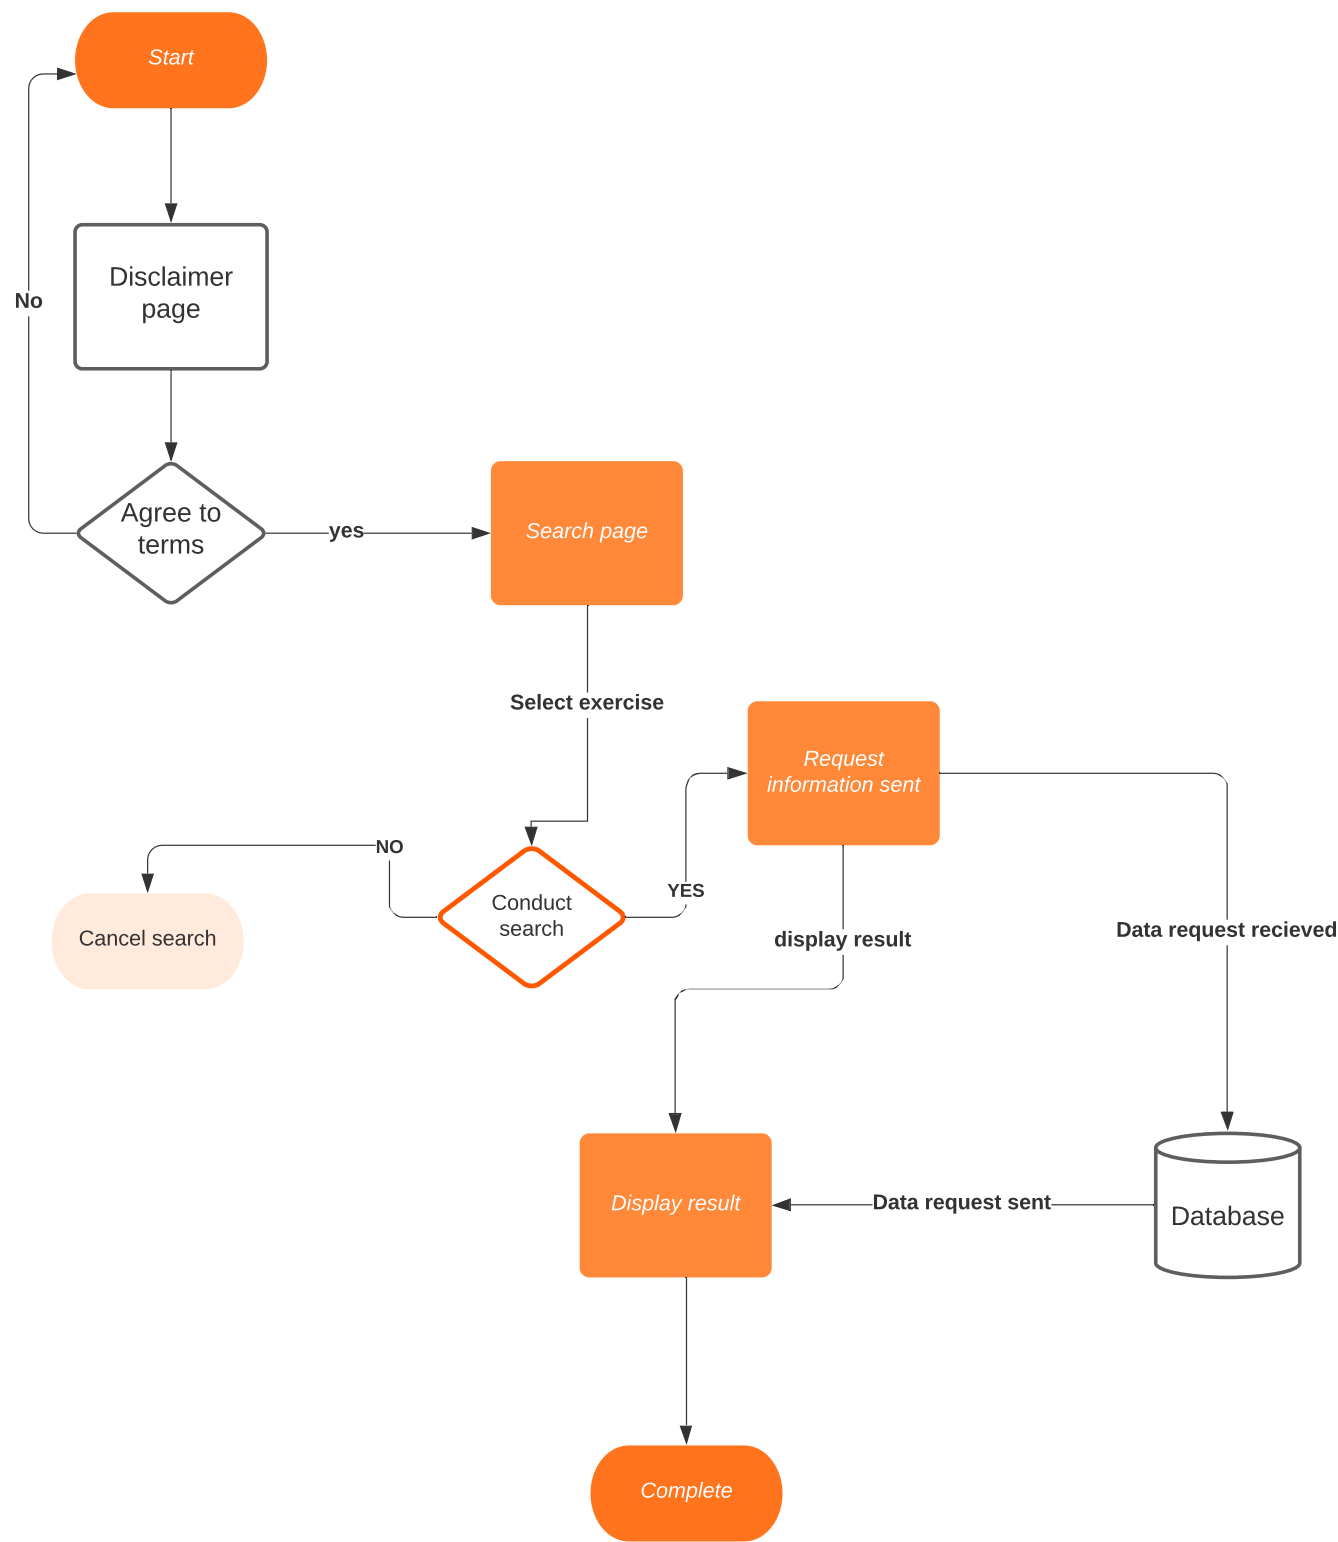 Start
No
Disclaimer
page
Agree to
terms
yes
Search page
Select exercise
Request
information sent
NO
YES
Conduct
search
Cancel search
display result
Data request recieved
Display result
Data request sent
Database
Complete